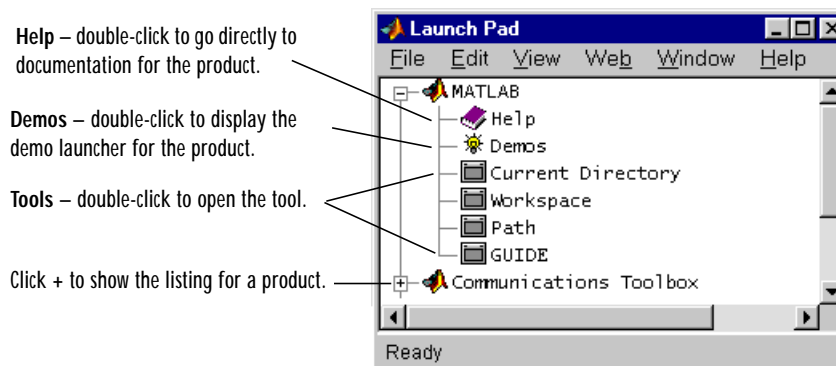 Help – double-click to go directly to
documentation for the product.
Demos – double-click to display the
demo launcher for the product.
Tools – double-click to open the tool.
Click + to show the listing for a product.
Launch Pad
File Edit View Web Window Help
MATLAB
Help
Demos
Current Directory
Workspace
Path
GUIDE
Communications Toolbox
Ready